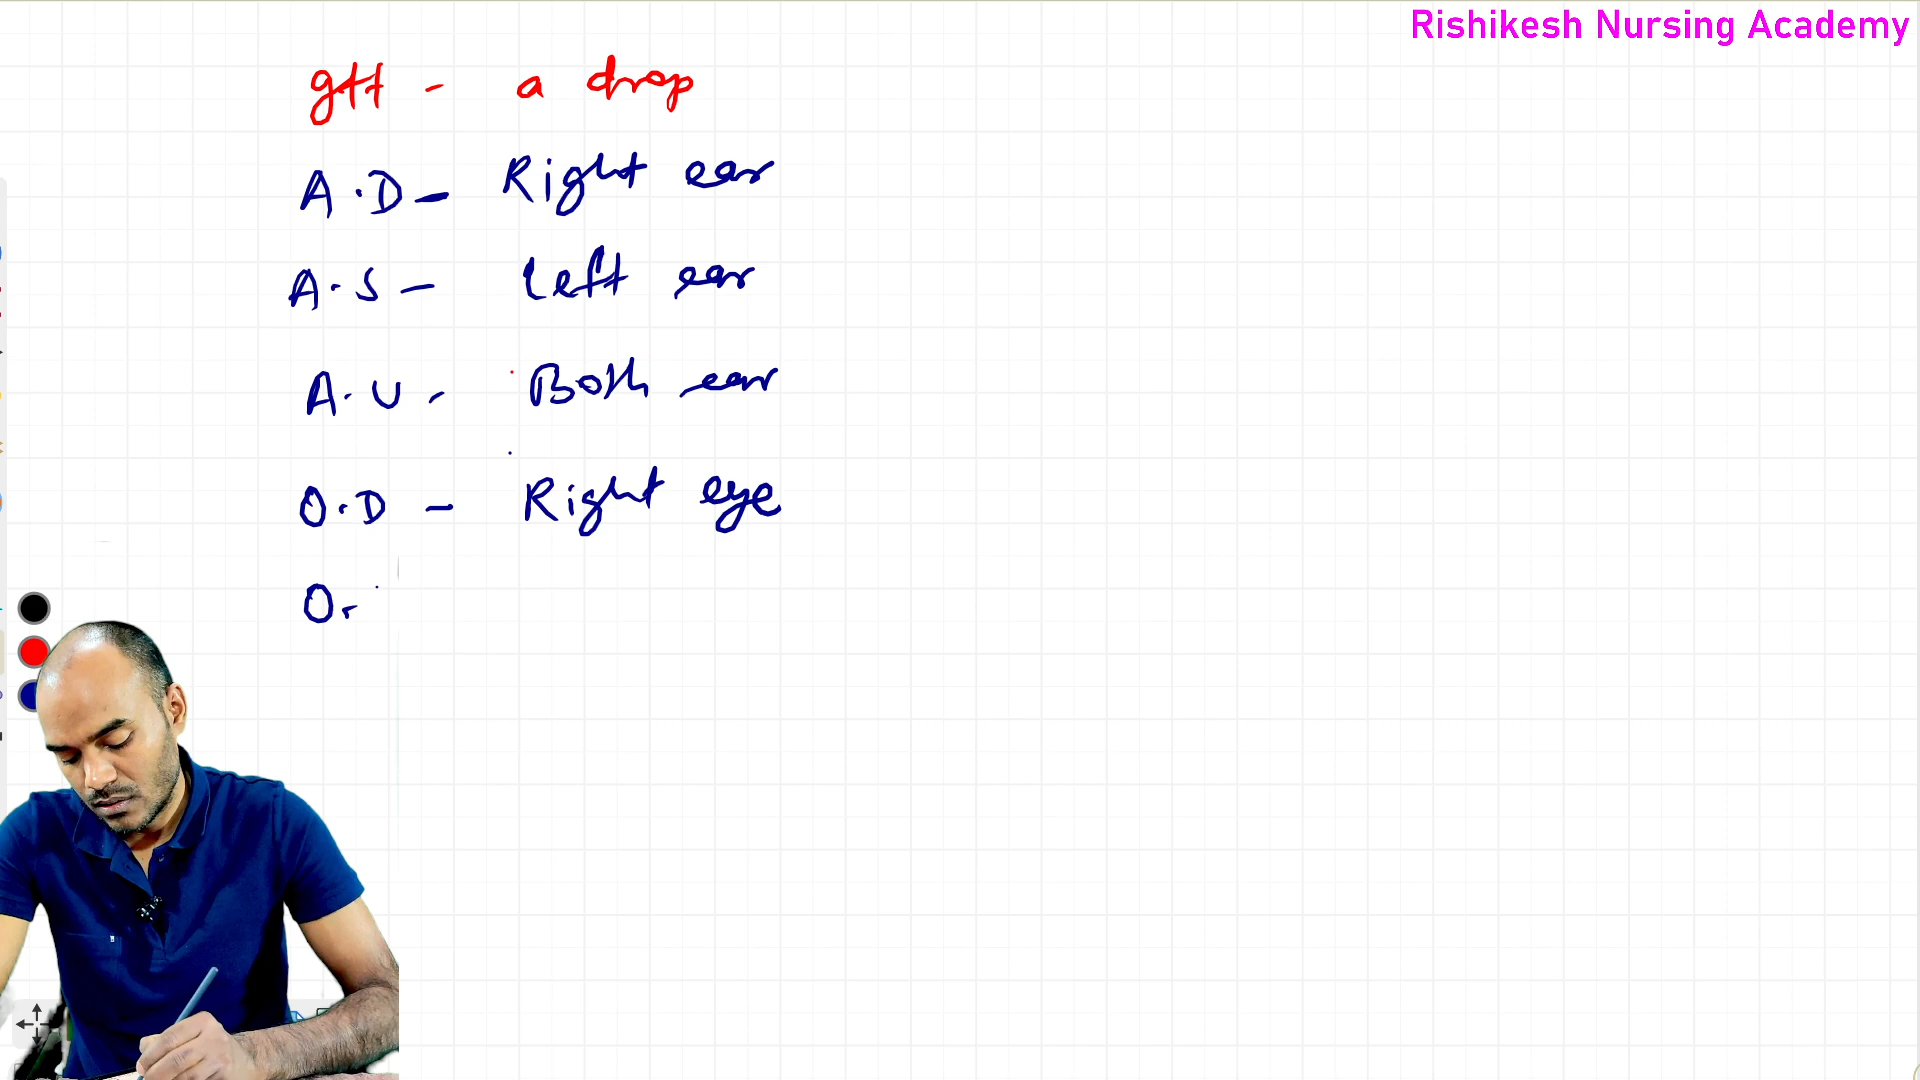 Rishikesh Nursing Academy
gtt - a drop
A.D - Right ear
A.S - Left ear
A.U - Both ear
O.D - Right eye
O.